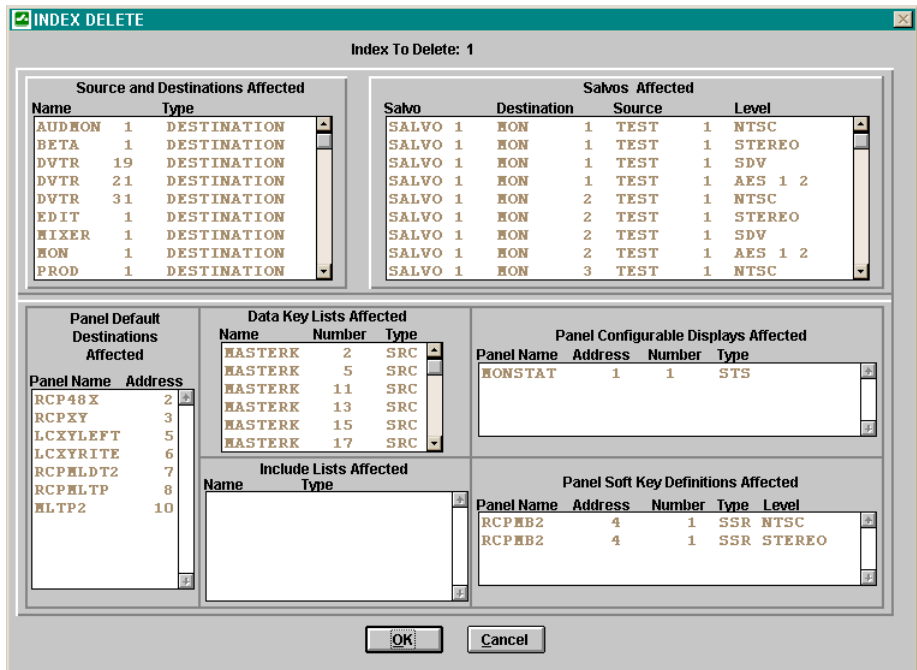 INDEX DELETE
Index To Delete: 1
Source and Destinations Affected
Name Type
AUDMON 1 DESTINATION
BETA 1 DESTINATION
DVTR 19 DESTINATION
DVTR 21 DESTINATION
DVTR 31 DESTINATION
EDIT 1 DESTINATION
MIXER 1 DESTINATION
MON 1 DESTINATION
PROD 1 DESTINATION
Salvos Affected
Salvo Destination Source Level
SALVO 1 MON 1 TEST 1 NTSC
SALVO 1 MON 1 TEST 1 STEREO
SALVO 1 MON 1 TEST 1 SDV
SALVO 1 MON 1 TEST 1 AES 1 2
SALVO 1 MON 2 TEST 1 NTSC
SALVO 1 MON 2 TEST 1 STEREO
SALVO 1 MON 2 TEST 1 SDV
SALVO 1 MON 2 TEST 1 AES 1 2
SALVO 1 MON 3 TEST 1 NTSC
Panel Default
Destinations
Affected
Panel Name Address
RCP48X 2
RCPXY 3
LCXYLEFT 5
LCXYRITE 6
RCPMLDT2 7
RCPMLTP 8
MLTP2 10
Data Key Lists Affected
Name Number Type
MASTERK 2 SRC
MASTERK 5 SRC
MASTERK 11 SRC
MASTERK 13 SRC
MASTERK 15 SRC
MASTERK 17 SRC
Include Lists Affected
Name Type
Panel Configurable Displays Affected
Panel Name Address Number Type
MONSTAT 1 1 STS
Panel Soft Key Definitions Affected
Panel Name Address Number Type Level
RCPMB2 4 1 SSR NTSC
RCPMB2 4 1 SSR STEREO
OK Cancel